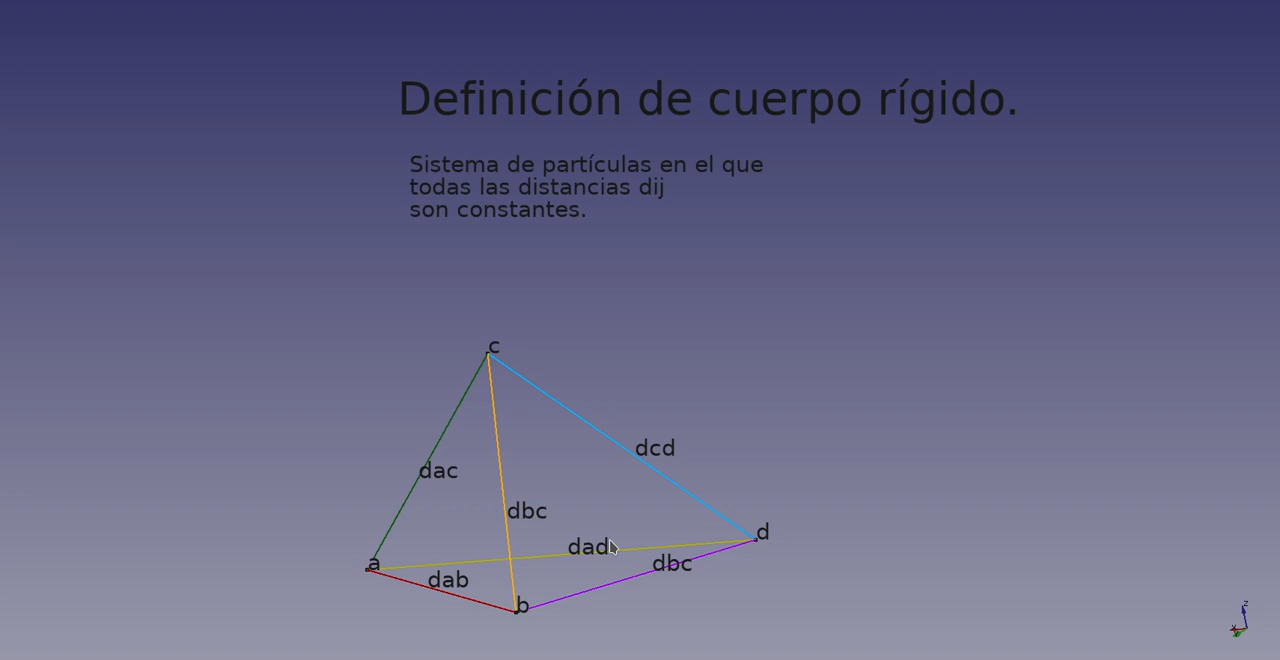 Definición de cuerpo rígido.
Sistema de partículas en el que
todas las distancias dij
son constantes.
c
dcd
dac
dbc
d
dad
dbc
a
dab
b
z
x